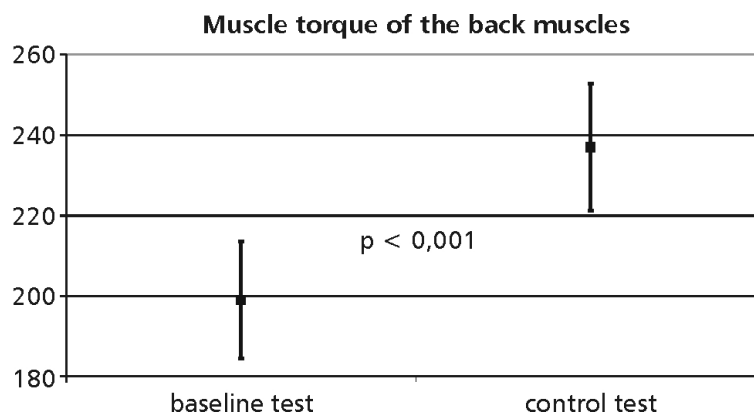 Muscle torque of the back muscles
260
240
220
p < 0,001
200
180
baseline test control test